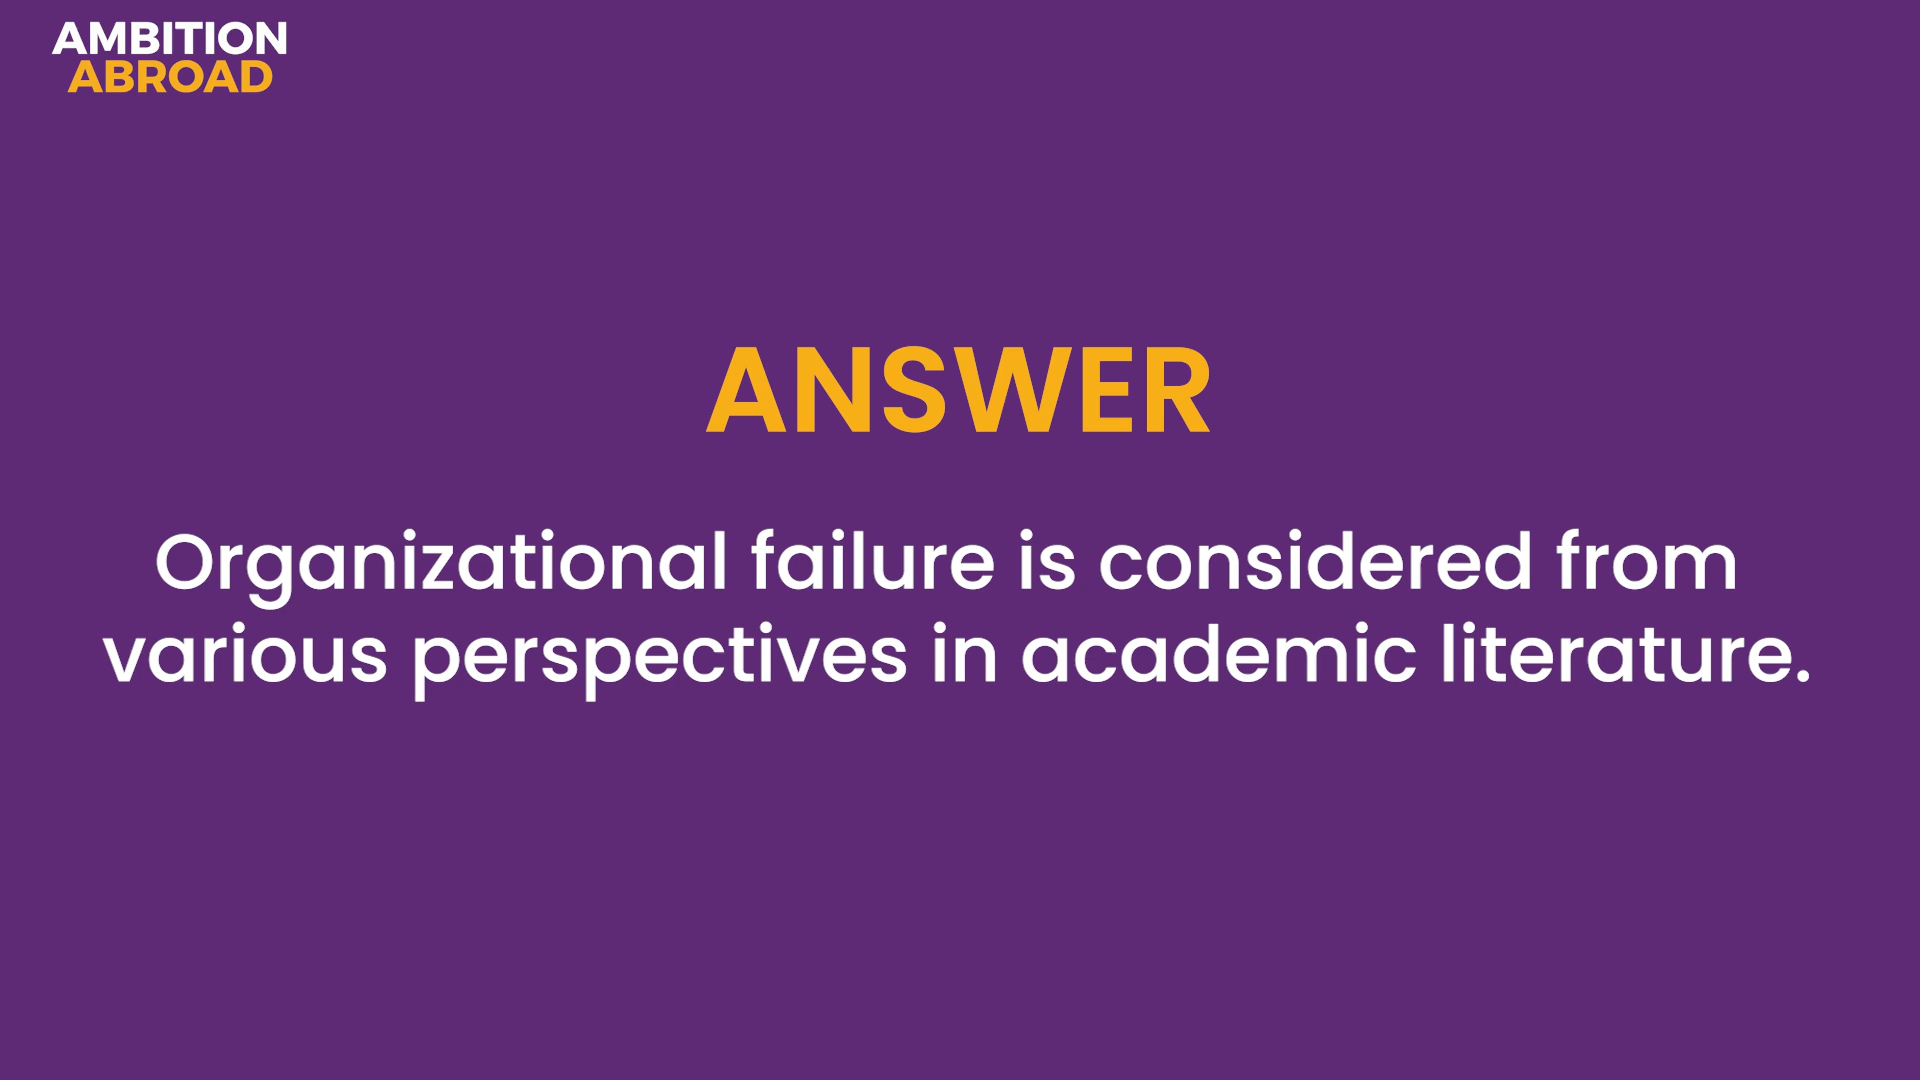 AMBITION
ABROAD
ANSWER
Organizational failure is considered from
various perspectives in academic literature.